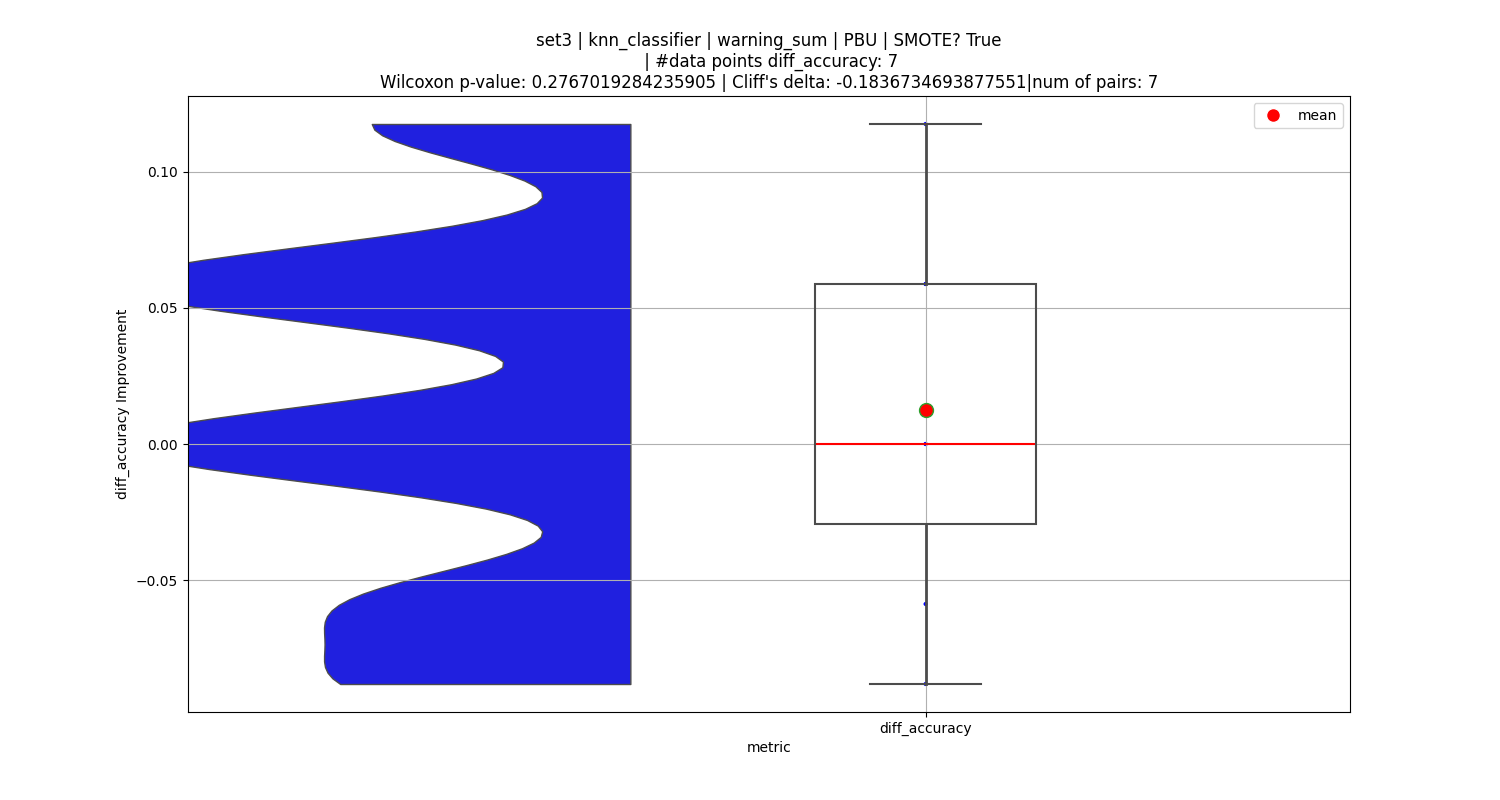 set3 | knn_classifier | warning_sum | PBU | SMOTE? True
| #data points diff_accuracy: 7
Wilcoxon p-value: 0.2767019284235905 | Cliff's delta: -0.1836734693877551|num of pairs: 7
mean
0.10
0.05
0.00
−0.05
diff_accuracy Improvement
diff_accuracy
metric